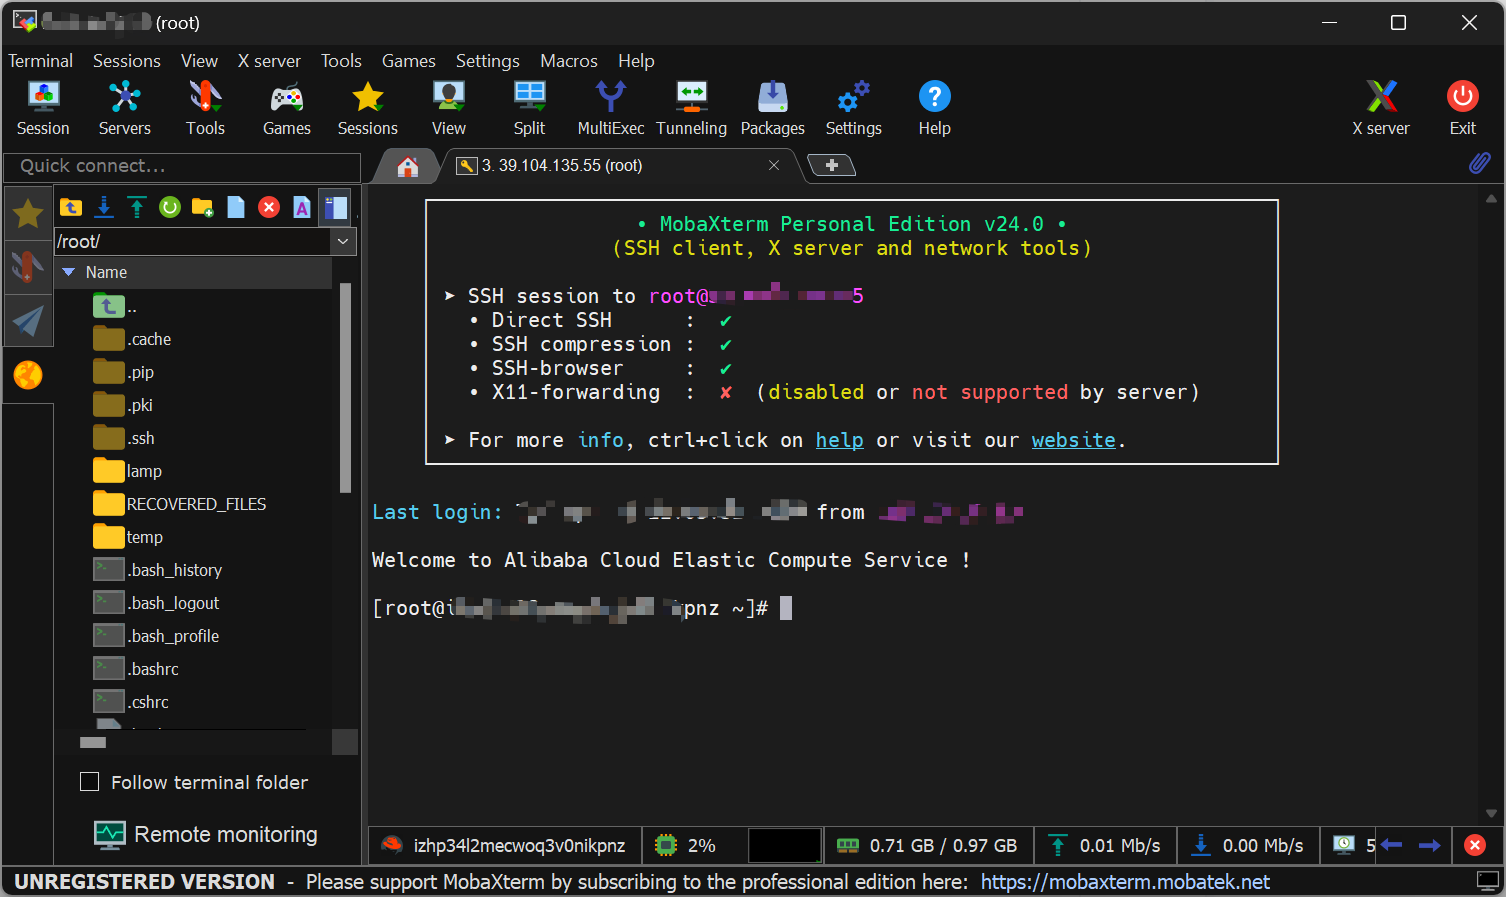 (root)
Terminal Sessions View X server Tools Games Settings Macros Help
Session Servers Tools Games Sessions View Split MultiExec Tunneling Packages Settings Help X server Exit
Quick connect...
3. 39.104.135.55 (root)
/root/
Name
..
.cache
.pip
.pki
.ssh
lamp
RECOVERED_FILES
temp
.bash_history
.bash_logout
.bash_profile
.bashrc
.cshrc
Follow terminal folder
Remote monitoring
• MobaXterm Personal Edition v24.0 •
(SSH client, X server and network tools)
➤ SSH session to root@ 5
• Direct SSH : ✔
• SSH compression : ✔
• SSH-browser : ✔
• X11-forwarding : ✘ (disabled or not supported by server)
➤ For more info, ctrl+click on help or visit our website.
Last login: from
Welcome to Alibaba Cloud Elastic Compute Service !
[root@i pnz ~]#
izhp34l2mecwoq3v0nikpnz 2% 0.71 GB / 0.97 GB 0.01 Mb/s 0.00 Mb/s 5
UNREGISTERED VERSION - Please support MobaXterm by subscribing to the professional edition here: https://mobaxterm.mobatek.net